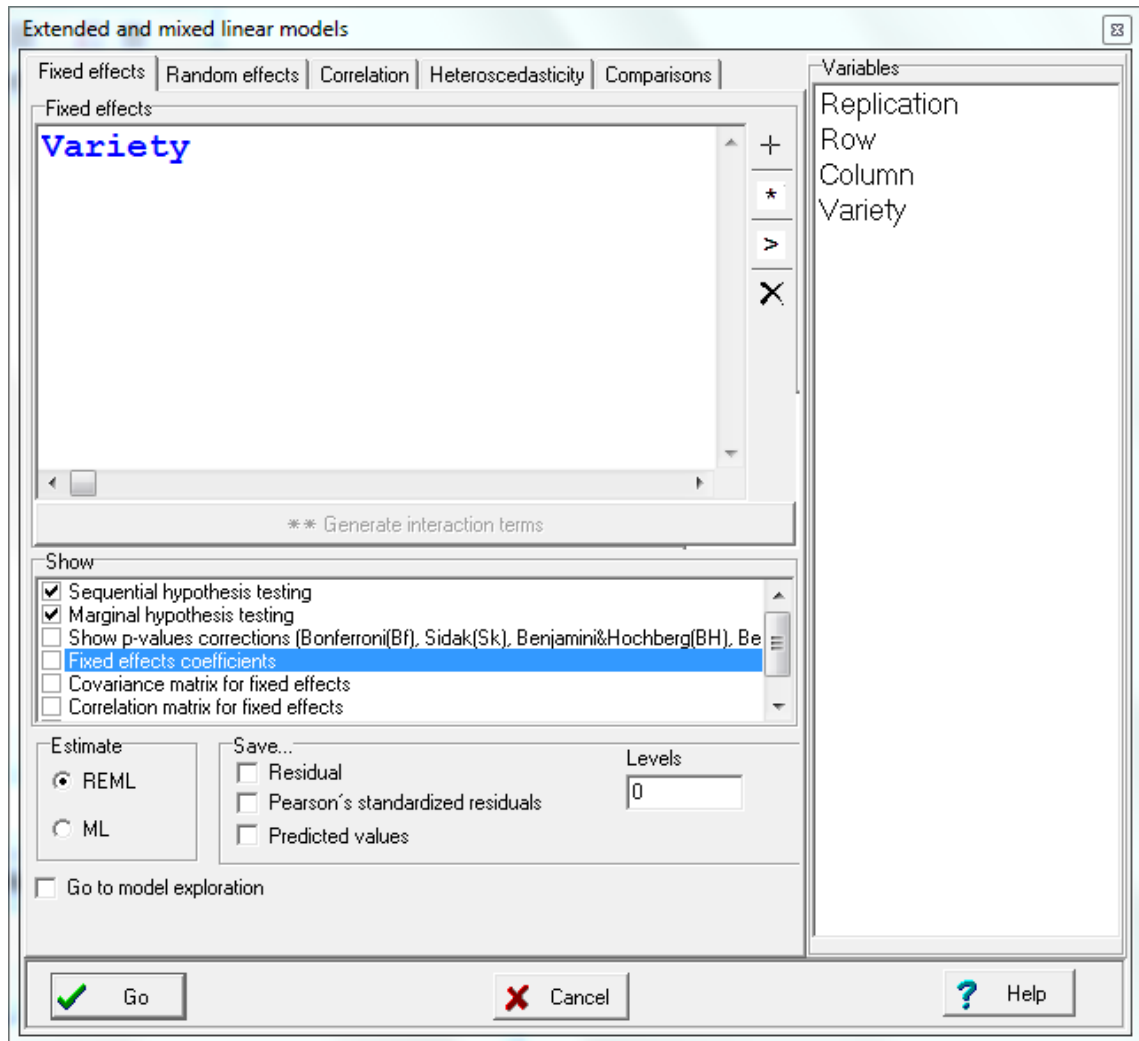 Extended and mixed linear models
Fixed effects Random effects Correlation Heteroscedasticity Comparisons
Fixed effects
Variety
+
*
>
** Generate interaction terms
Show
Sequential hypothesis testing
Marginal hypothesis testing
Show p-values corrections (Bonferroni(Bf), Sidak(Sk), Benjamini&Hochberg(BH), Be
Fixed effects coefficients
Covariance matrix for fixed effects
Correlation matrix for fixed effects
Estimate
REML
ML
Save...
Residual
Pearson´s standardized residuals
Predicted values
Levels
0
Go to model exploration
Variables
Replication
Row
Column
Variety
Go Cancel ? Help